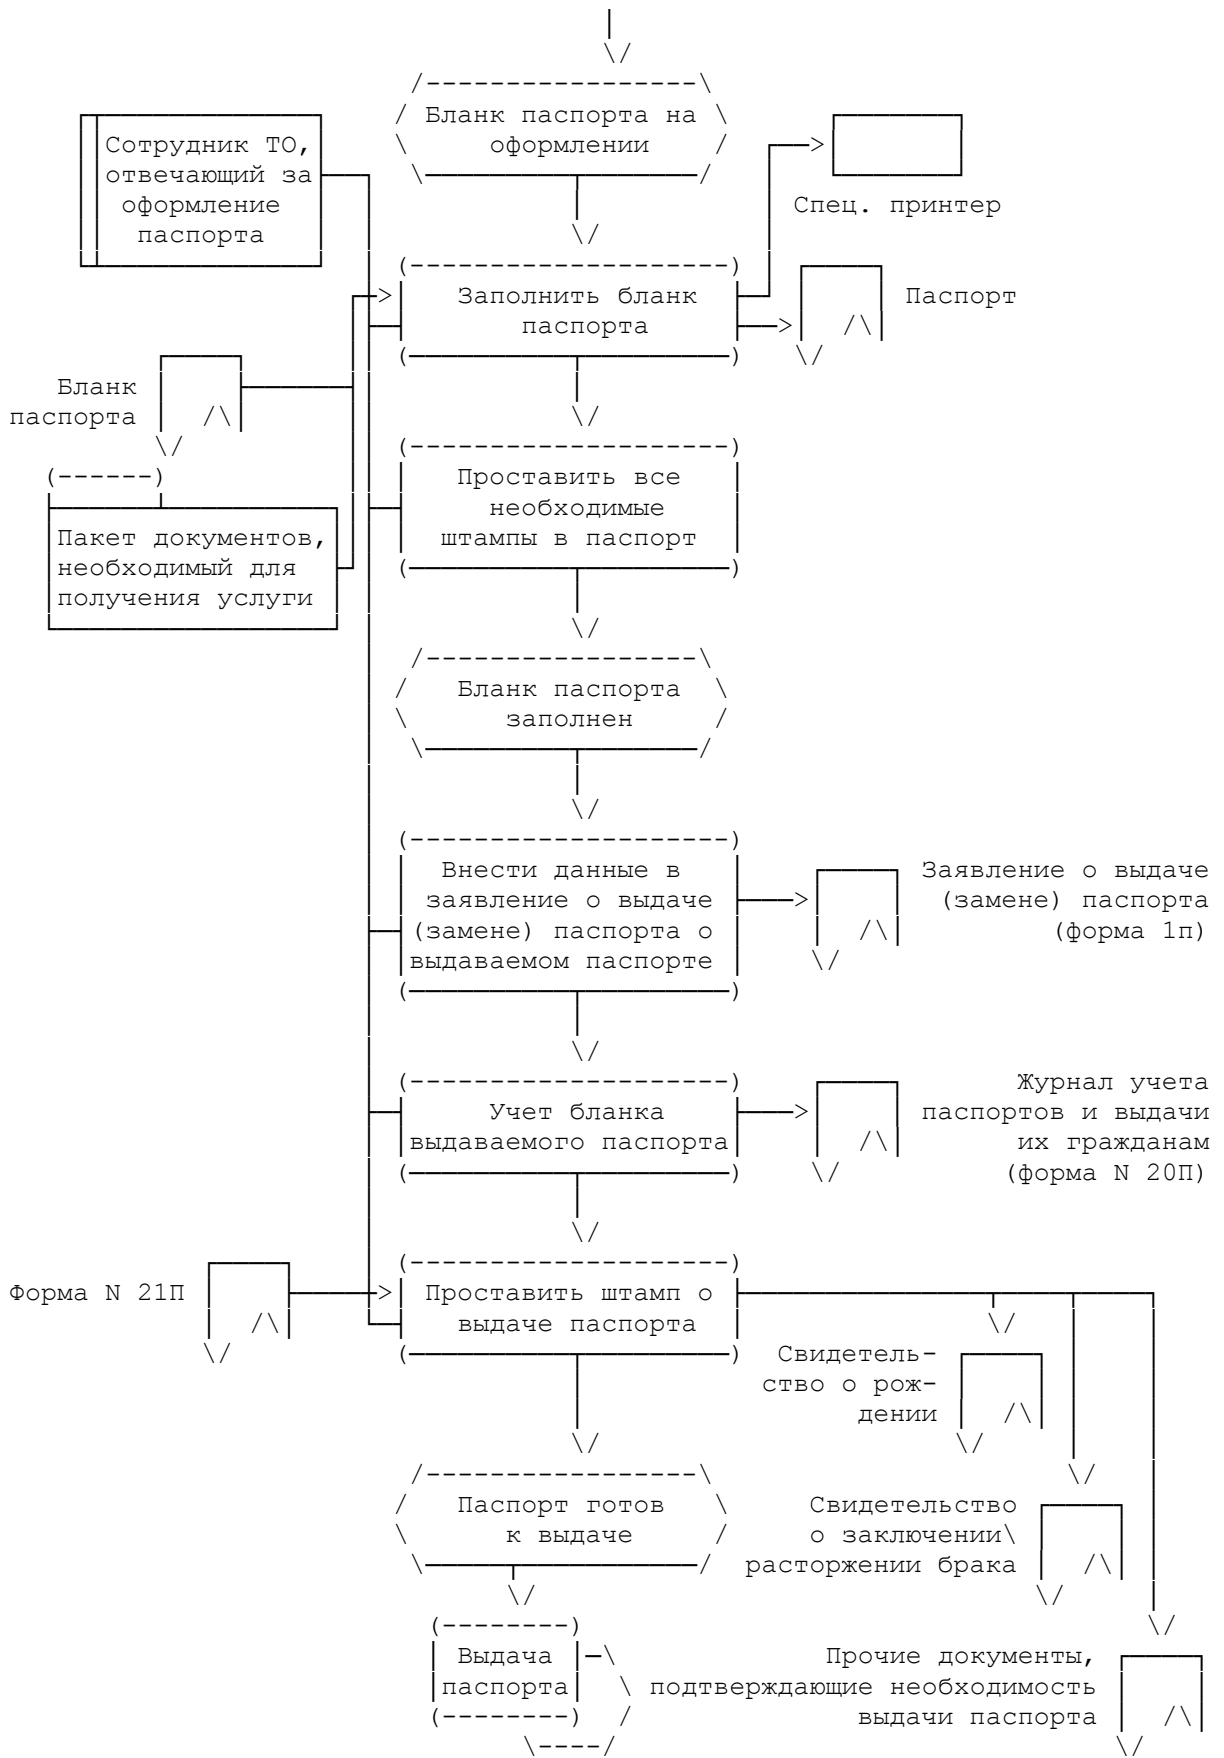 Бланк паспорта на
оформлении
Сотрудник ТО,
отвечающий за
оформление
паспорта
Спец. принтер
Заполнить бланк
паспорта
Паспорт
Бланк
паспорта
Проставить все
необходимые
штампы в паспорт
Пакет документов,
необходимый для
получения услуги
Бланк паспорта
заполнен
Внести данные в
заявление о выдаче
(замене) паспорта о
выдаваемом паспорте
Заявление о выдаче
(замене) паспорта
(форма 1п)
Учет бланка
выдаваемого паспорта
Журнал учета
паспортов и выдачи
их гражданам
(форма N 20П)
Форма N 21П
Проставить штамп о
выдаче паспорта
Свидетель-
ство о рож-
дении
Паспорт готов
к выдаче
Свидетельство
о заключении\
расторжении брака
Выдача
паспорта
Прочие документы,
подтверждающие необходимость
выдачи паспорта